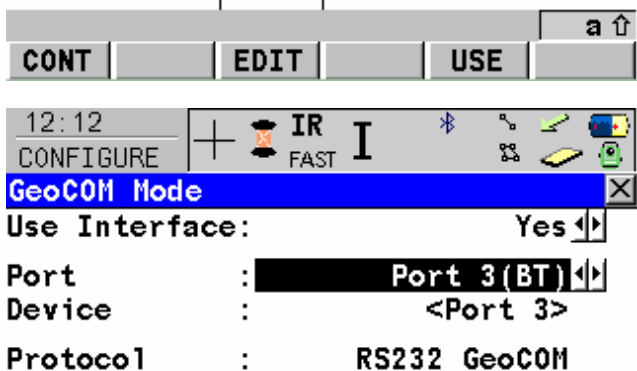 a
CONT EDIT USE
12:12 IR I
CONFIGURE FAST
GeoCOM Mode
Use Interface: Yes
Port : Port 3(BT)
Device : <Port 3>
Protocol : RS232 GeoCOM